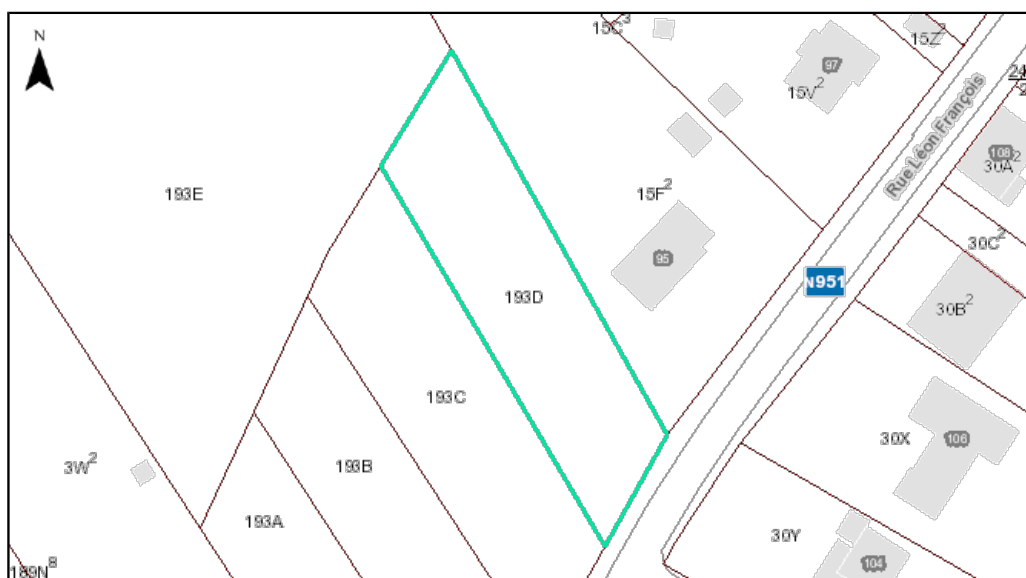 15C³
15Z²
N
97
24
2
15V²
Rue Léon François
108
30A²
193E
15F²
30C²
95
N951
193D
30B²
193C
30X
106
3W²
193B
193A
30Y
104
189N⁸